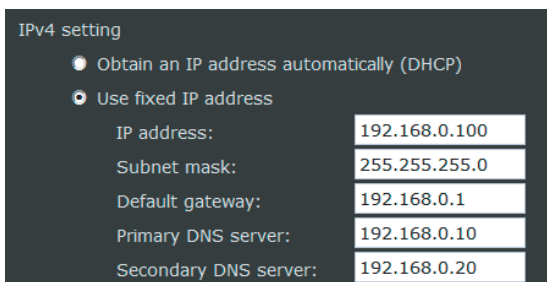 IPv4 setting
Obtain an IP address automatically (DHCP)
Use fixed IP address
IP address: 192.168.0.100
Subnet mask: 255.255.255.0
Default gateway: 192.168.0.1
Primary DNS server: 192.168.0.10
Secondary DNS server: 192.168.0.20